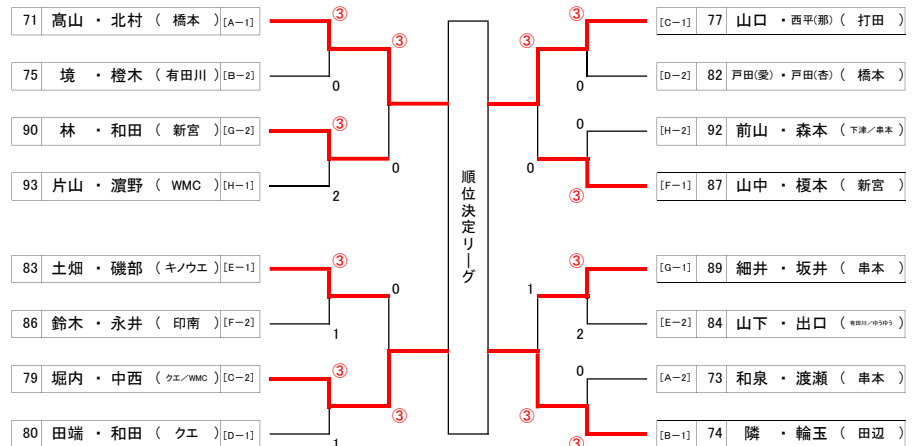 71 髙山 ・ 北村 （ 橋本 ） [A-1] ③
③
75 境 ・ 橙木 （ 有田川 ） [B-2] 0
90 林 ・ 和田 （ 新宮 ） [G-2] ③
0
93 片山 ・ 濵野 （ WMC ） [H-1] 2
83 土畑 ・ 磯部 （ キノウエ ） [E-1] ③
0
86 鈴木 ・ 永井 （ 印南 ） [F-2] 1
79 堀内 ・ 中西 （ クエ／WMC ） [C-2] ③
③
80 田端 ・ 和田 （ クエ ） [D-1] 1
順位決定リーグ
③ [C-1] 77 山口 ・ 西平(那) （ 打田 ）
③
0 [D-2] 82 戸田(愛) ・ 戸田(杏) （ 橋本 ）
0 [H-2] 92 前山 ・ 森本 （ 下津／串本 ）
0
③ [F-1] 87 山中 ・ 榎本 （ 新宮 ）
③ [G-1] 89 細井 ・ 坂井 （ 串本 ）
1
2 [E-2] 84 山下 ・ 出口 （ 有田川／ゆうゆう ）
0 [A-2] 73 和泉 ・ 渡瀬 （ 串本 ）
③
③ [B-1] 74 隣 ・ 輪玉 （ 田辺 ）